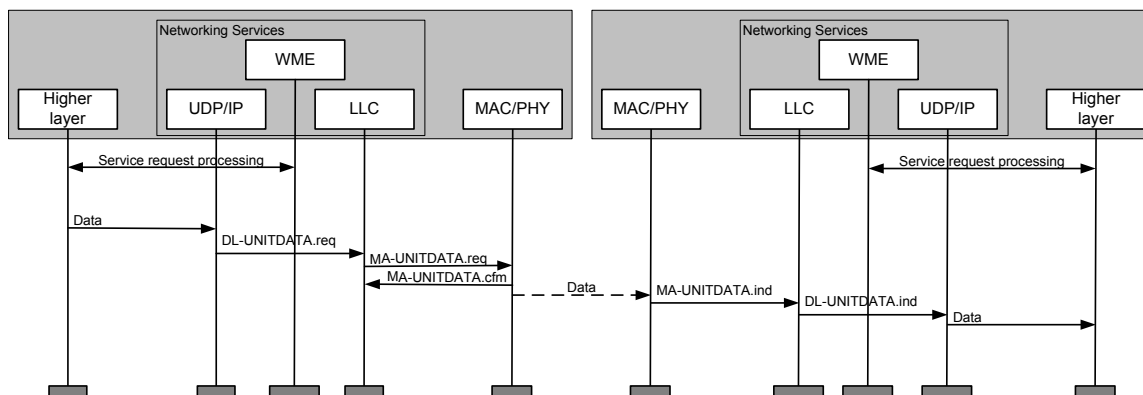 Networking Services
Networking Services
WME
WME
Higher
layer
UDP/IP
LLC
MAC/PHY
MAC/PHY
LLC
UDP/IP
Higher
layer
Service request processing
Service request processing
Data
DL-UNITDATA.req
MA-UNITDATA.req
MA-UNITDATA.cfm
Data
MA-UNITDATA.ind
DL-UNITDATA.ind
Data